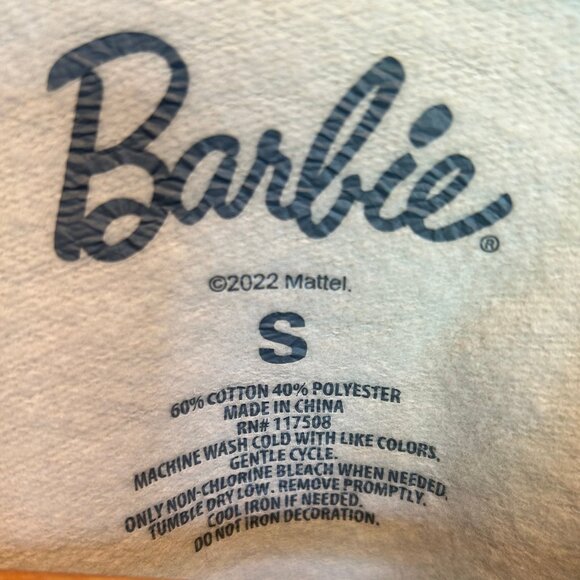 Barbie®
©2022 Mattel.
S
60% COTTON 40% POLYESTER
MADE IN CHINA
RN# 117508
MACHINE WASH COLD WITH LIKE COLORS,
GENTLE CYCLE.
ONLY NON-CHLORINE BLEACH WHEN NEEDED.
TUMBLE DRY LOW. REMOVE PROMPTLY.
COOL IRON IF NEEDED.
DO NOT IRON DECORATION.